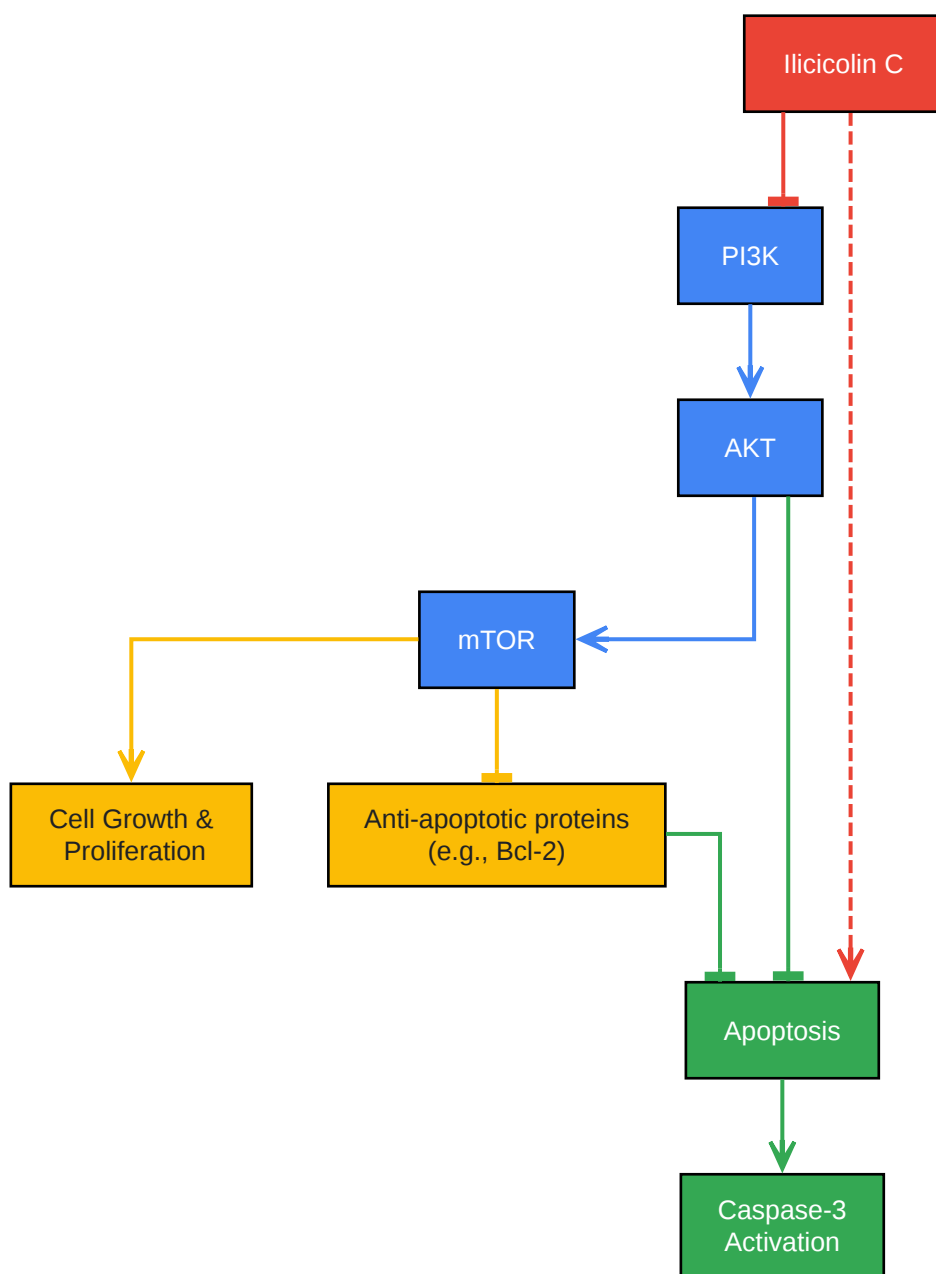 Ilicicolin C
PI3K
AKT
mTOR
Cell Growth &
Proliferation
Anti-apoptotic proteins
(e.g., Bcl-2)
Apoptosis
Caspase-3
Activation